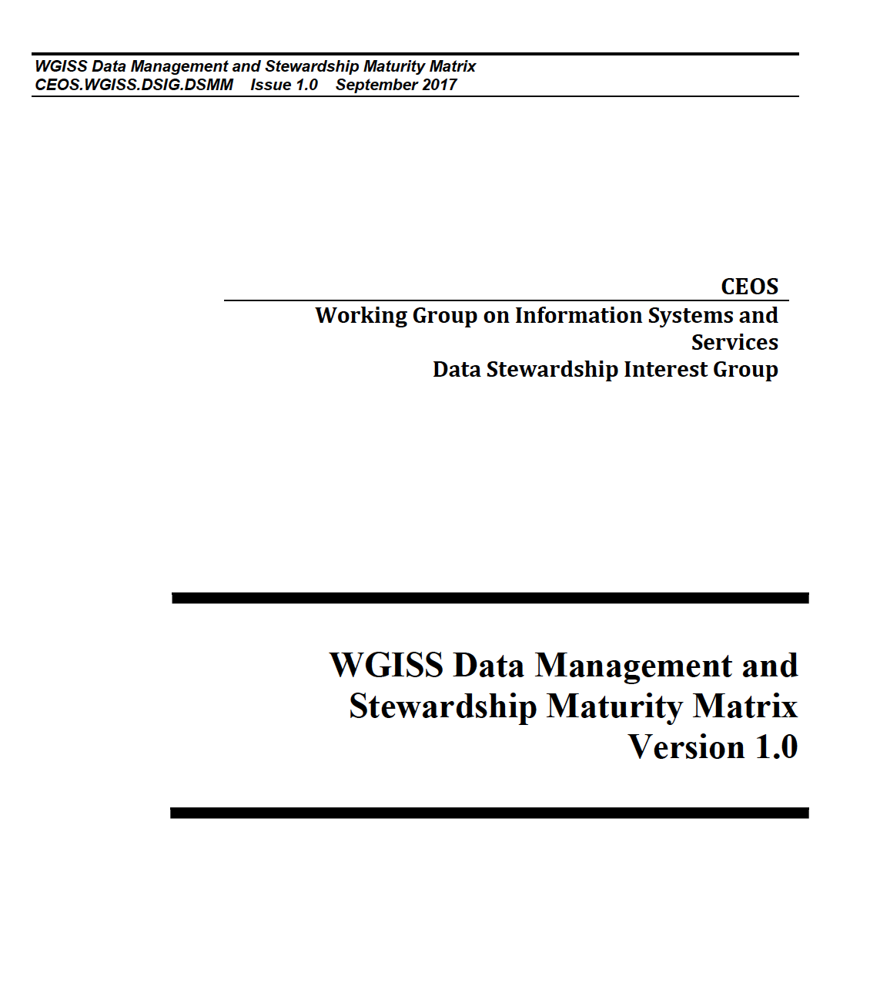 WGISS Data Management and Stewardship Maturity Matrix
CEOS.WGISS.DSIG.DSMM Issue 1.0 September 2017
CEOS
Working Group on Information Systems and
Services
Data Stewardship Interest Group
WGISS Data Management and
Stewardship Maturity Matrix
Version 1.0